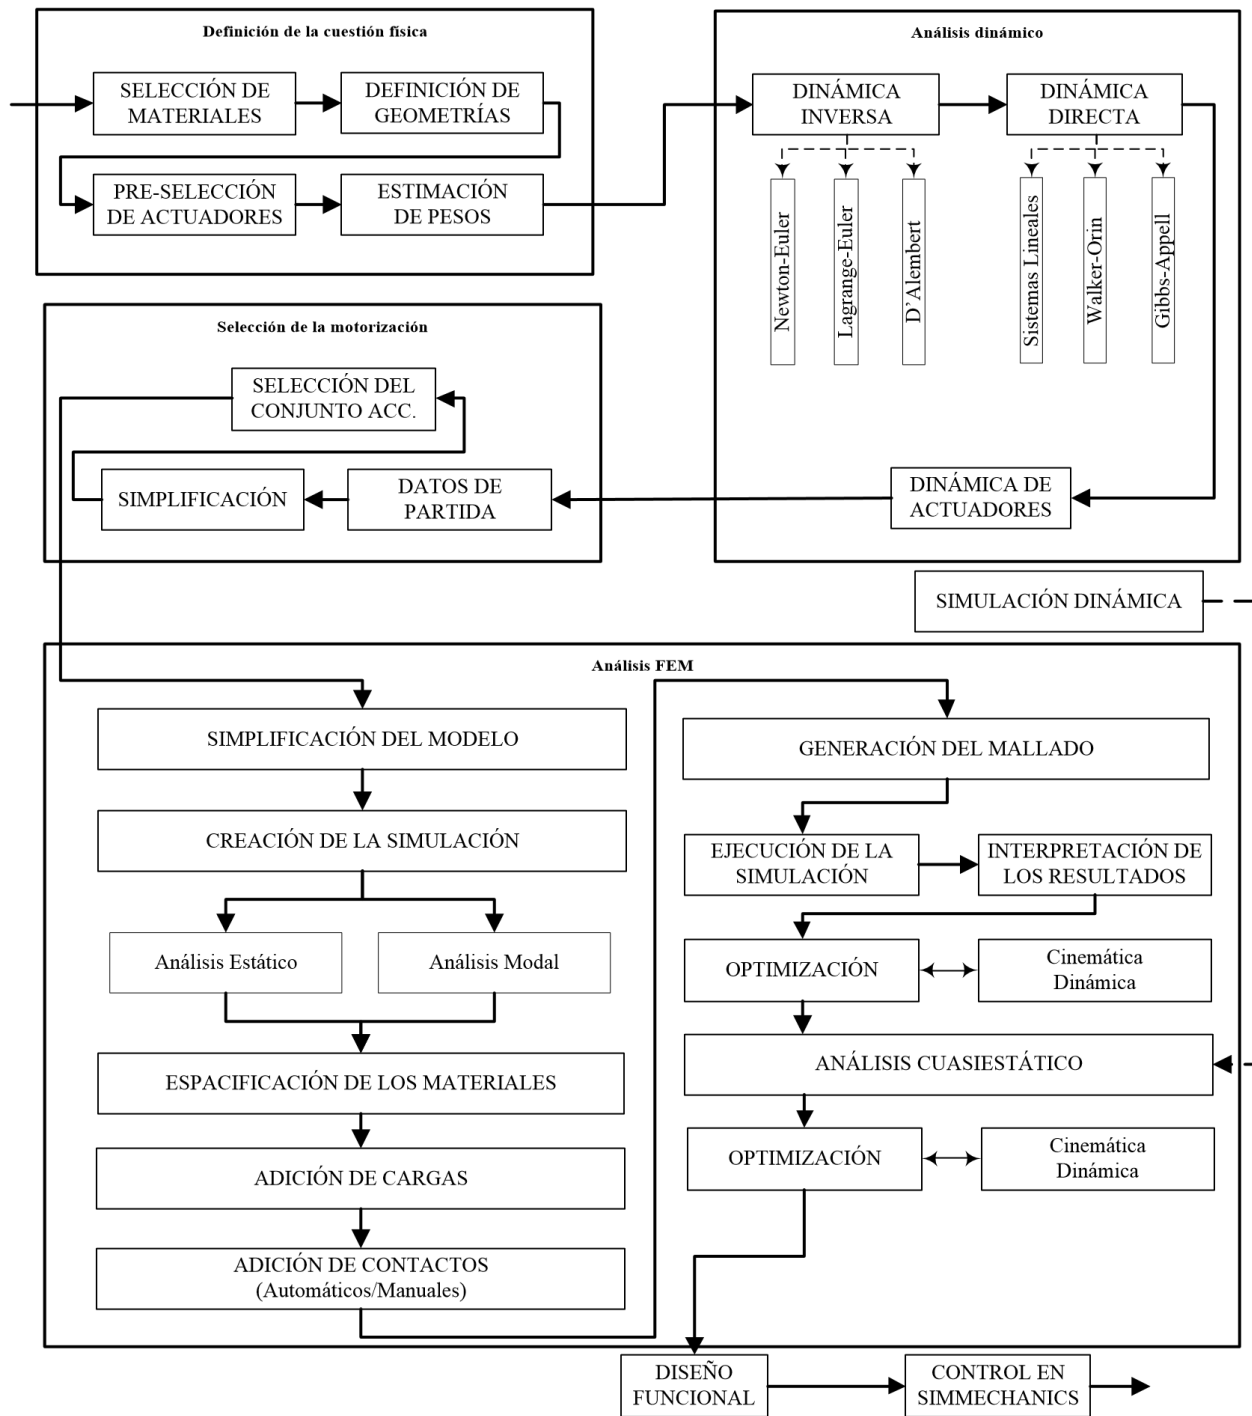 Definición de la cuestión física
SELECCIÓN DE
MATERIALES
DEFINICIÓN DE
GEOMETRÍAS
PRE-SELECCIÓN
DE ACTUADORES
ESTIMACIÓN
DE PESOS
Análisis dinámico
DINÁMICA
INVERSA
DINÁMICA
DIRECTA
Newton-Euler
Lagrange-Euler
D’Alembert
Sistemas Lineales
Walker-Orin
Gibbs-Appell
DINÁMICA DE
ACTUADORES
Selección de la motorización
SELECCIÓN DEL
CONJUNTO ACC.
SIMPLIFICACIÓN
DATOS DE
PARTIDA
SIMULACIÓN DINÁMICA
Análisis FEM
SIMPLIFICACIÓN DEL MODELO
CREACIÓN DE LA SIMULACIÓN
Análisis Estático
Análisis Modal
ESPACIFICACIÓN DE LOS MATERIALES
ADICIÓN DE CARGAS
ADICIÓN DE CONTACTOS
(Automáticos/Manuales)
GENERACIÓN DEL MALLADO
EJECUCIÓN DE LA
SIMULACIÓN
INTERPRETACIÓN DE
LOS RESULTADOS
OPTIMIZACIÓN
Cinemática
Dinámica
ANÁLISIS CUASIESTÁTICO
OPTIMIZACIÓN
Cinemática
Dinámica
DISEÑO
FUNCIONAL
CONTROL EN
SIMMECHANICS